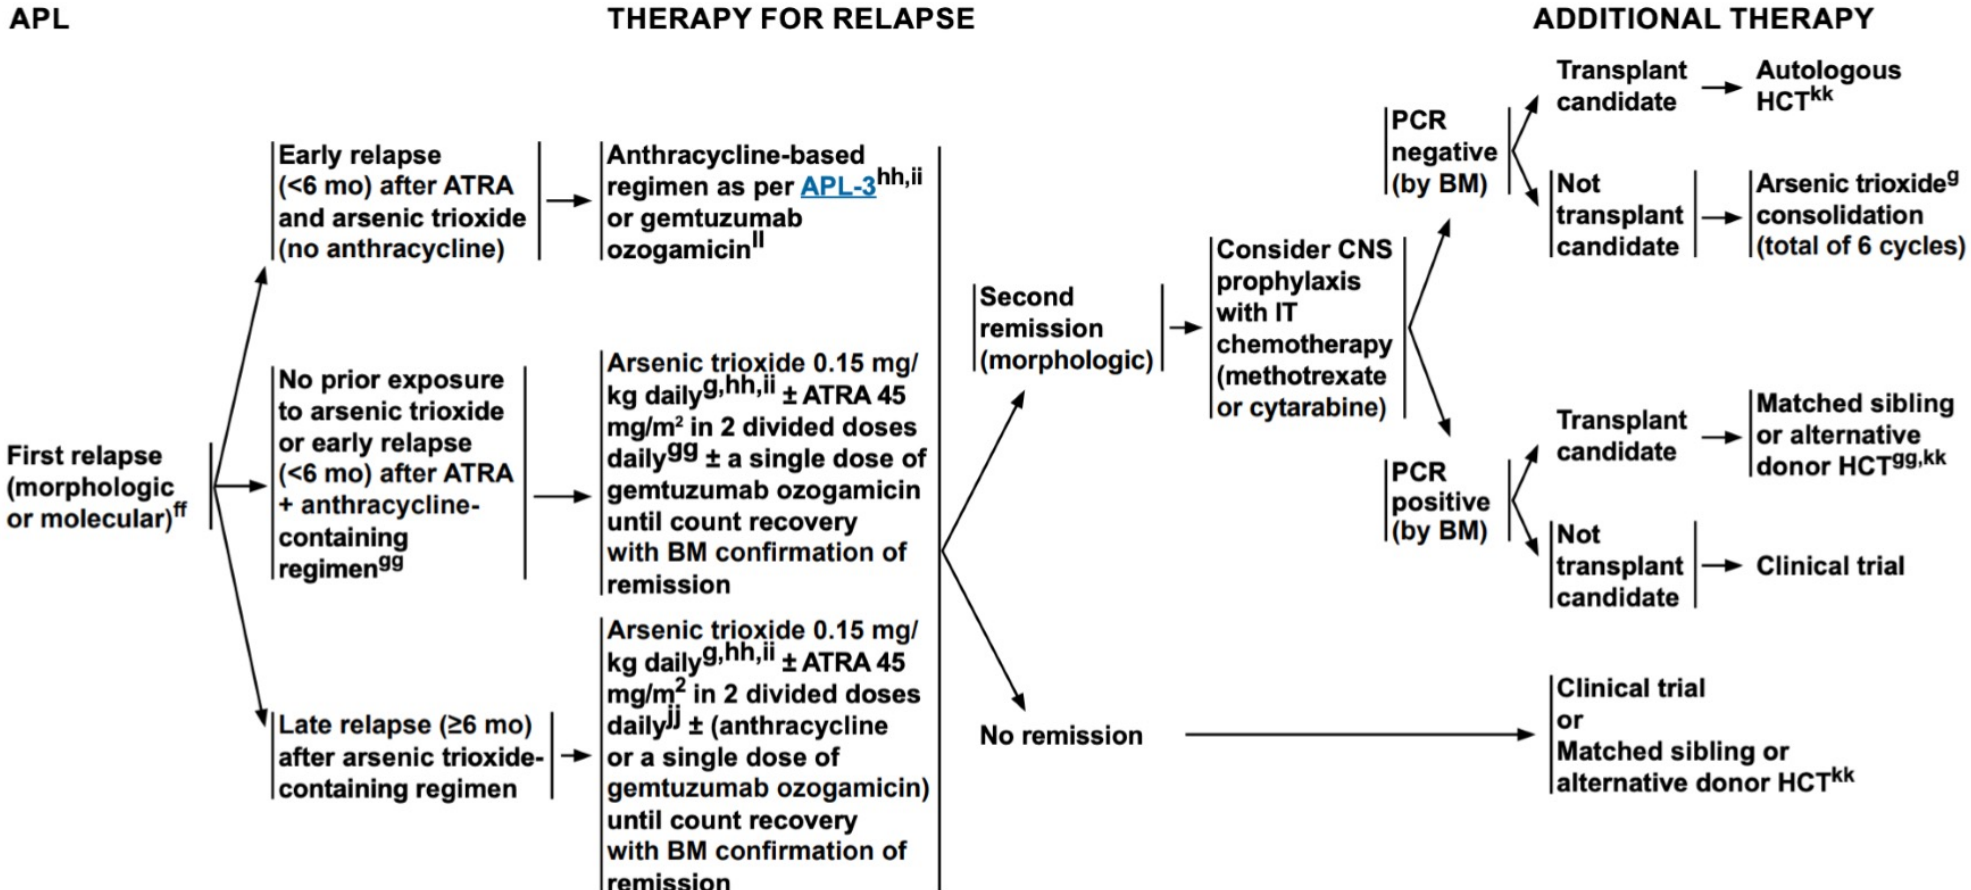 APL
THERAPY FOR RELAPSE
ADDITIONAL THERAPY
First relapse
(morphologic
or molecular)ff
Early relapse
(<6 mo) after ATRA
and arsenic trioxide
(no anthracycline)
Anthracycline-based
regimen as per APL-3hh,ii
or gemtuzumab
ozogamicinll
No prior exposure
to arsenic trioxide
or early relapse
(<6 mo) after ATRA
+ anthracycline-
containing
regimengg
Arsenic trioxide 0.15 mg/
kg dailyg,hh,ii ± ATRA 45
mg/m² in 2 divided doses
dailygg ± a single dose of
gemtuzumab ozogamicin
until count recovery
with BM confirmation of
remission
Late relapse (≥6 mo)
after arsenic trioxide-
containing regimen
Arsenic trioxide 0.15 mg/
kg dailyg,hh,ii ± ATRA 45
mg/m² in 2 divided doses
dailyjj ± (anthracycline
or a single dose of
gemtuzumab ozogamicin)
until count recovery
with BM confirmation of
remission
Second
remission
(morphologic)
Consider CNS
prophylaxis
with IT
chemotherapy
(methotrexate
or cytarabine)
PCR
negative
(by BM)
Transplant
candidate
Autologous
HCTkk
Not
transplant
candidate
Arsenic trioxideg
consolidation
(total of 6 cycles)
PCR
positive
(by BM)
Transplant
candidate
Matched sibling
or alternative
donor HCTgg,kk
Not
transplant
candidate
Clinical trial
No remission
Clinical trial
or
Matched sibling or
alternative donor HCTkk